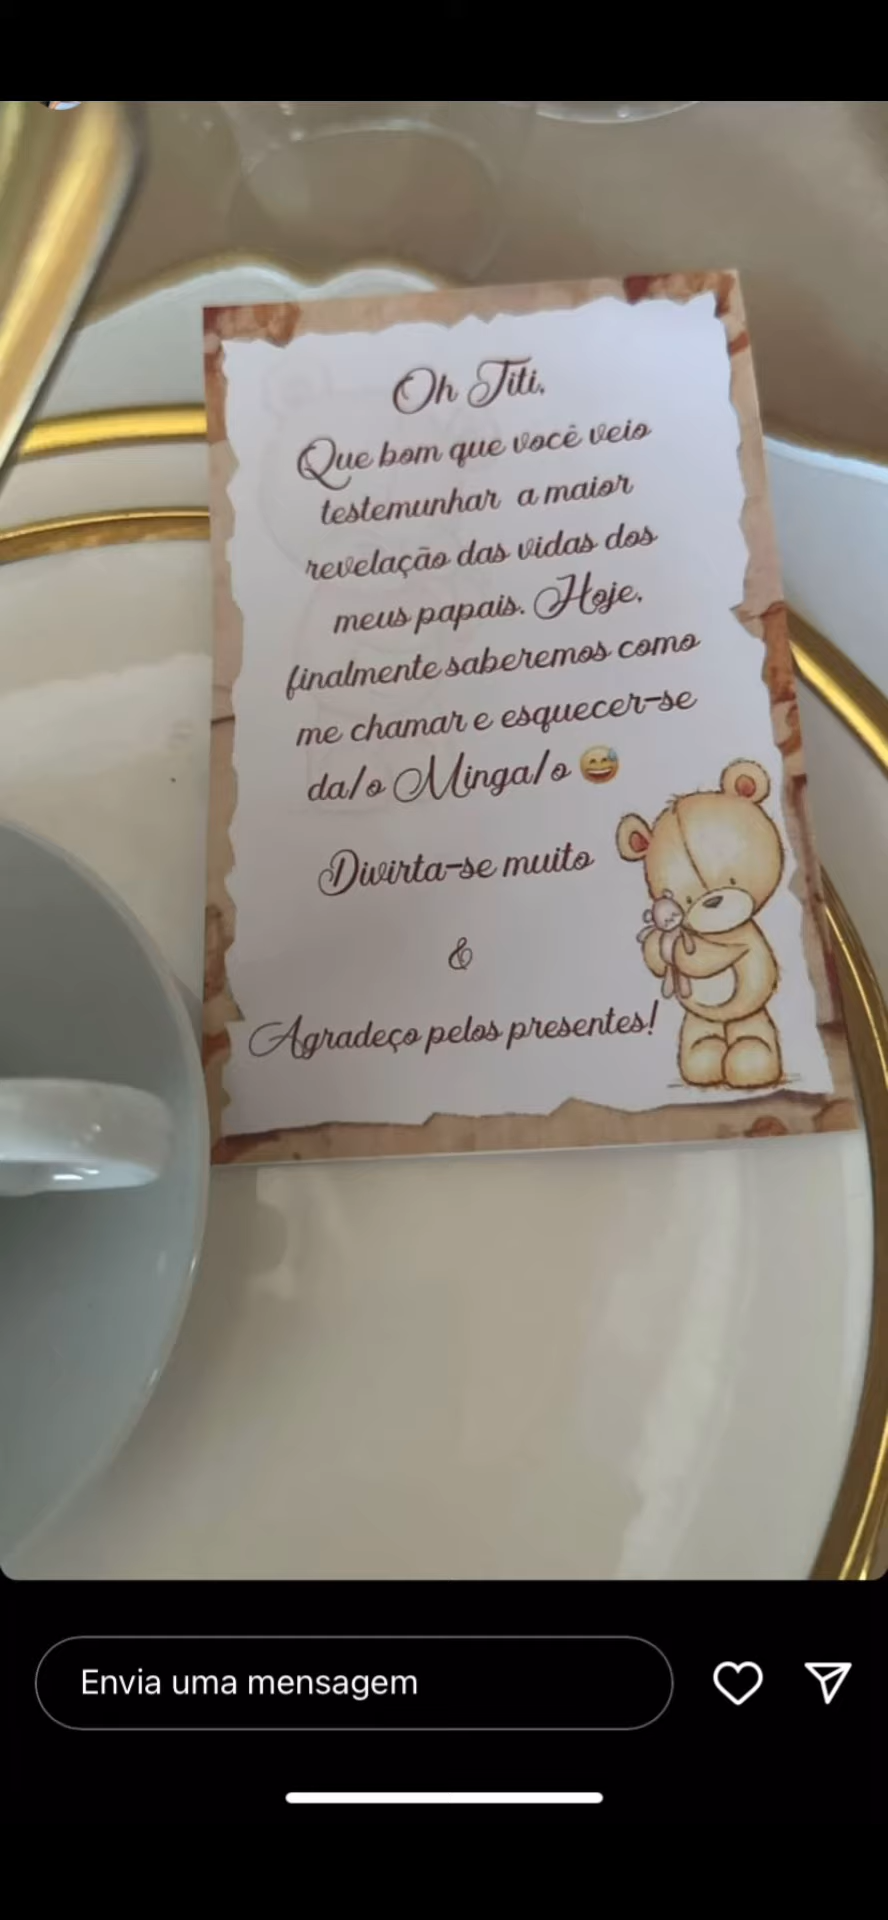 Oh Titi,
Que bom que você veio
testemunhar a maior
revelação das vidas dos
meus papais. Hoje,
finalmente saberemos como
me chamar e esquecer-se
da/o Minga/o 😅
Divirta-se muito
&
Agradeço pelos presentes!
Envia uma mensagem